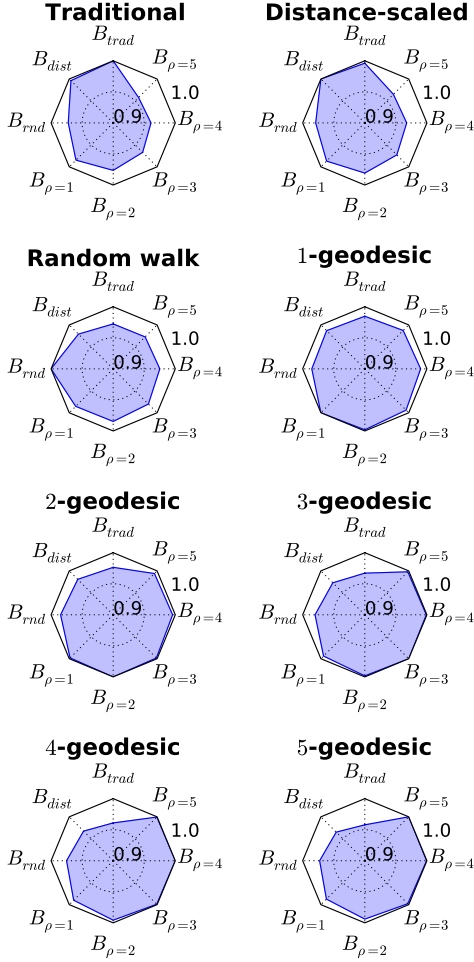 Traditional
B_trad
B_dist
B_ρ=5
1.0
0.9
B_rnd
B_ρ=4
B_ρ=1
B_ρ=3
B_ρ=2
Distance-scaled
B_trad
B_dist
B_ρ=5
1.0
0.9
B_rnd
B_ρ=4
B_ρ=1
B_ρ=3
B_ρ=2
Random walk
B_trad
B_dist
B_ρ=5
1.0
0.9
B_rnd
B_ρ=4
B_ρ=1
B_ρ=3
B_ρ=2
1-geodesic
B_trad
B_dist
B_ρ=5
1.0
0.9
B_rnd
B_ρ=4
B_ρ=1
B_ρ=3
B_ρ=2
2-geodesic
B_trad
B_dist
B_ρ=5
1.0
0.9
B_rnd
B_ρ=4
B_ρ=1
B_ρ=3
B_ρ=2
3-geodesic
B_trad
B_dist
B_ρ=5
1.0
0.9
B_rnd
B_ρ=4
B_ρ=1
B_ρ=3
B_ρ=2
4-geodesic
B_trad
B_dist
B_ρ=5
1.0
0.9
B_rnd
B_ρ=4
B_ρ=1
B_ρ=3
B_ρ=2
5-geodesic
B_trad
B_dist
B_ρ=5
1.0
0.9
B_rnd
B_ρ=4
B_ρ=1
B_ρ=3
B_ρ=2